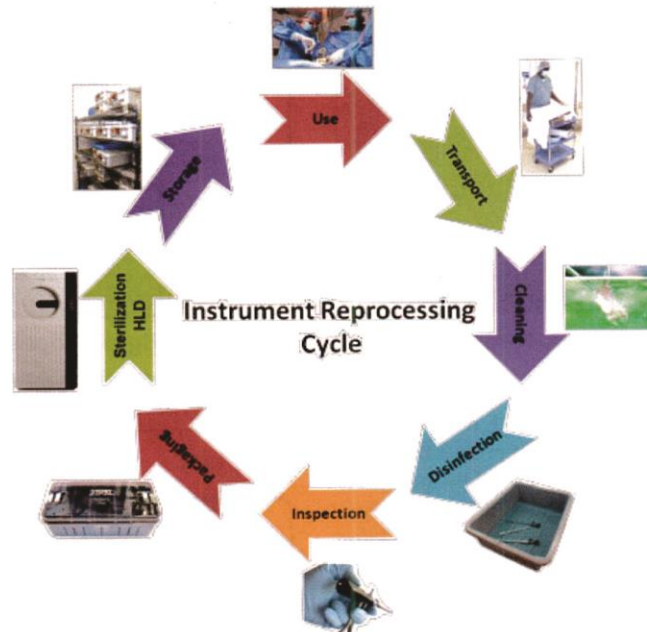 Use
Transport
Cleaning
Disinfection
Inspection
Packaging
Sterilization
HLD
Storage
Instrument Reprocessing
Cycle